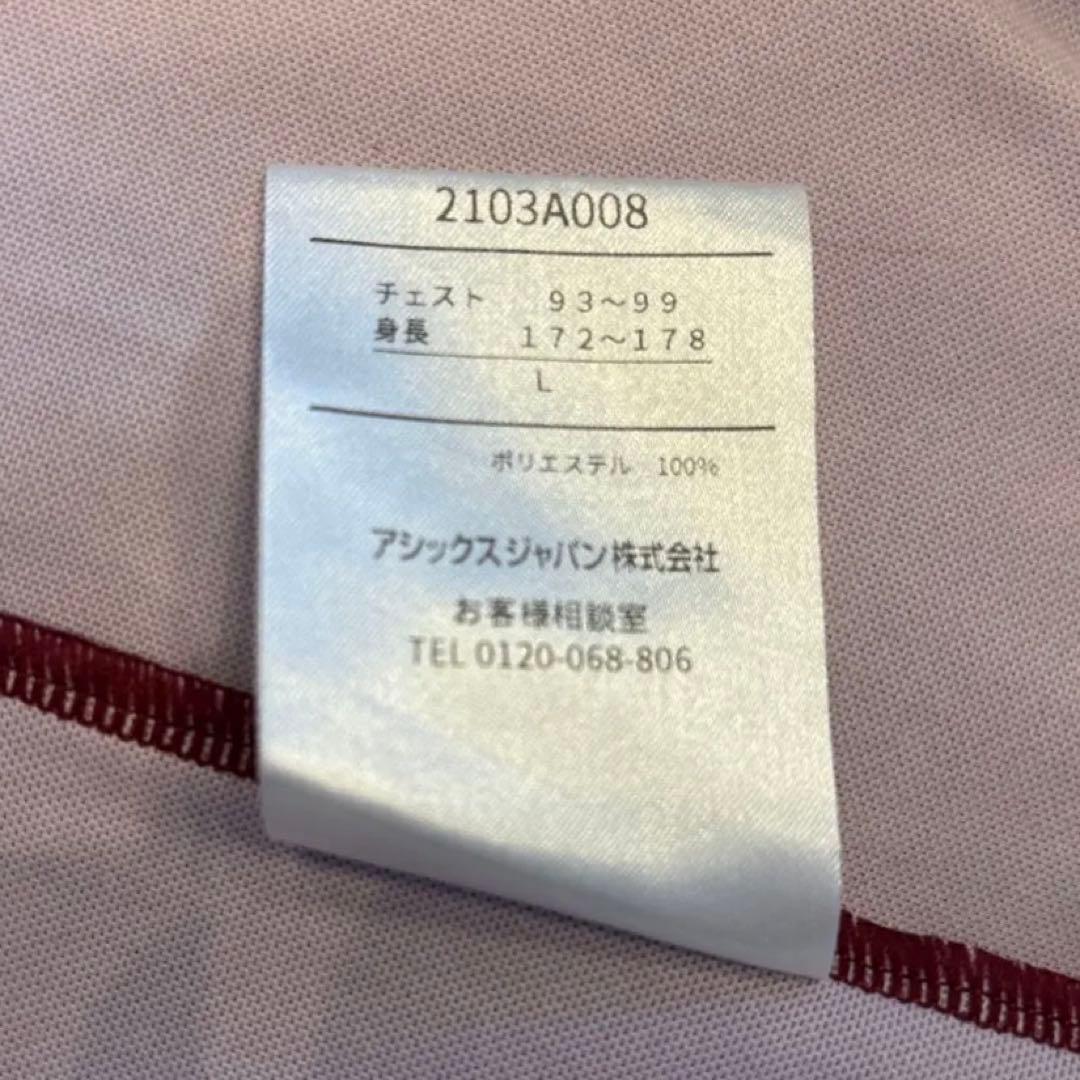 2103A008
チェスト 93～99
身長 172～178
L
ポリエステル 100%
アシックスジャパン株式会社
お客様相談室
TEL 0120-068-806